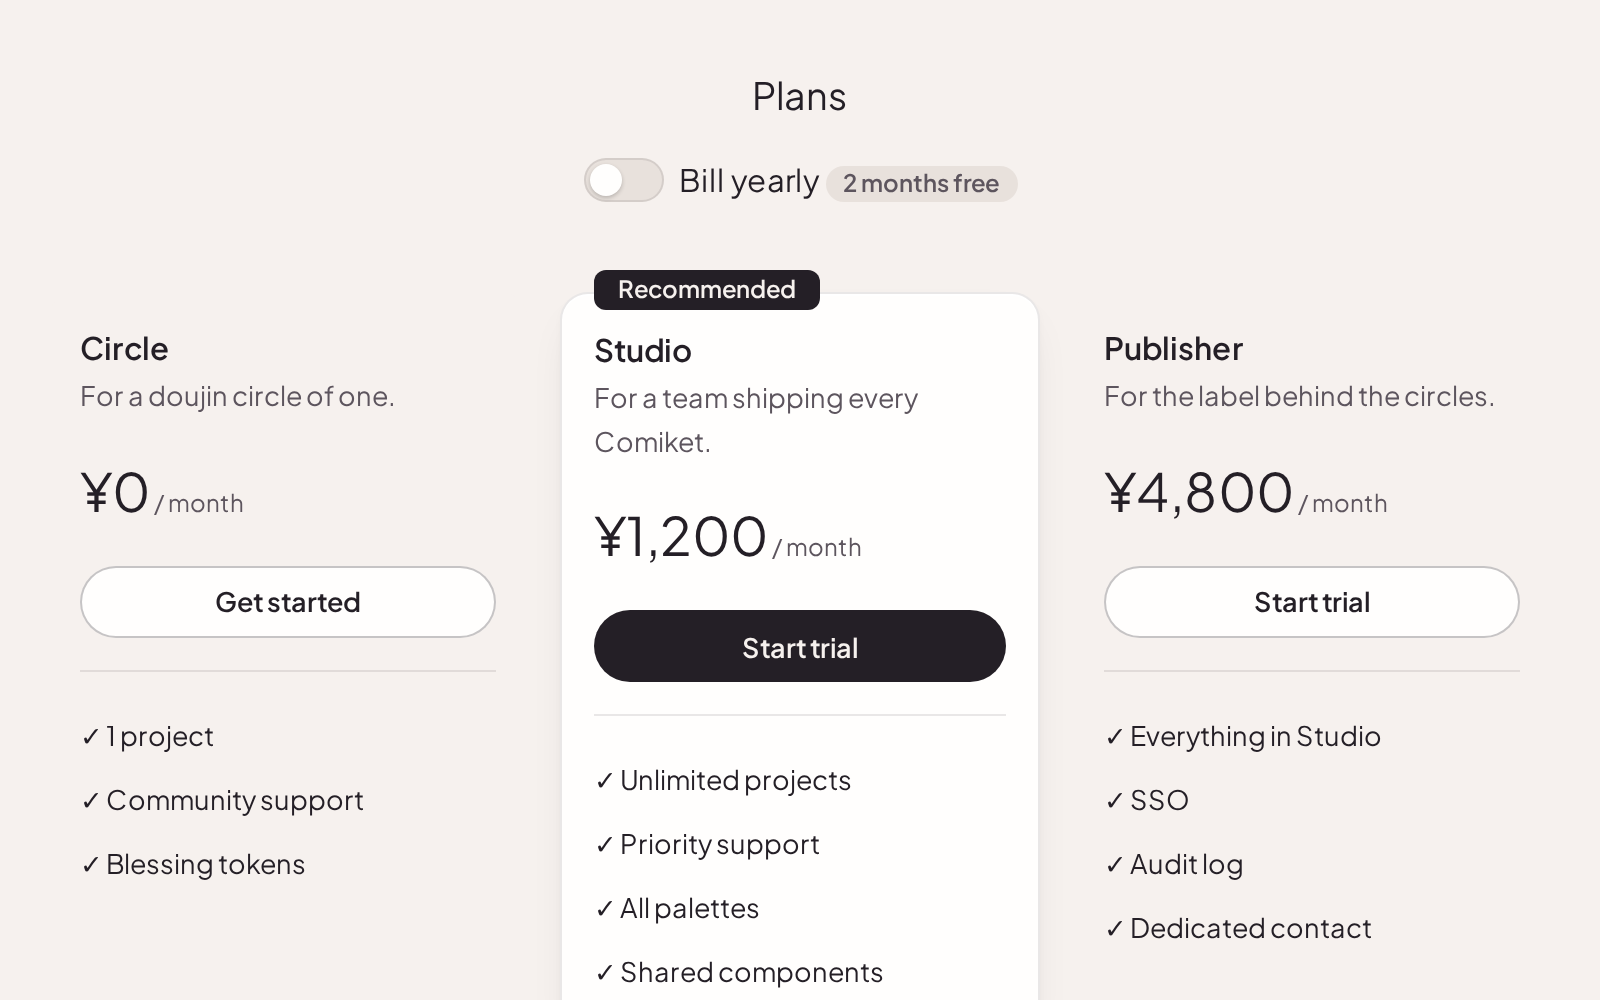 Plans
Bill yearly 2 months free
Circle
For a doujin circle of one.
¥0 / month
Get started
✓ 1 project
✓ Community support
✓ Blessing tokens
Recommended
Studio
For a team shipping every
Comiket.
¥1,200 / month
Start trial
✓ Unlimited projects
✓ Priority support
✓ All palettes
✓ Shared components
Publisher
For the label behind the circles.
¥4,800 / month
Start trial
✓ Everything in Studio
✓ SSO
✓ Audit log
✓ Dedicated contact